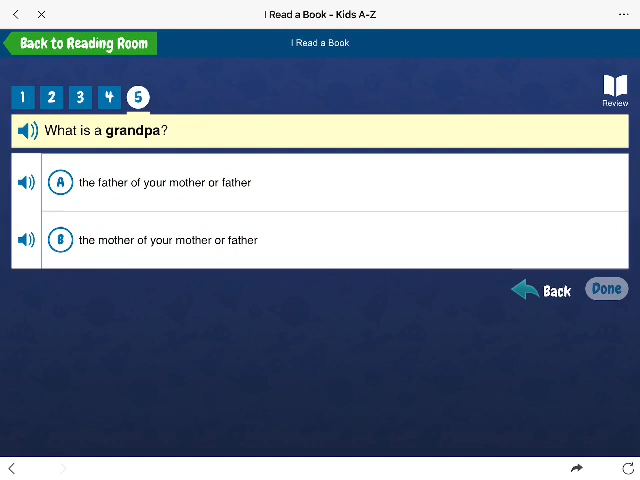 I Read a Book - Kids A-Z
Back to Reading Room
I Read a Book
1 2 3 4 5
Review
What is a grandpa?
A the father of your mother or father
B the mother of your mother or father
Back Done